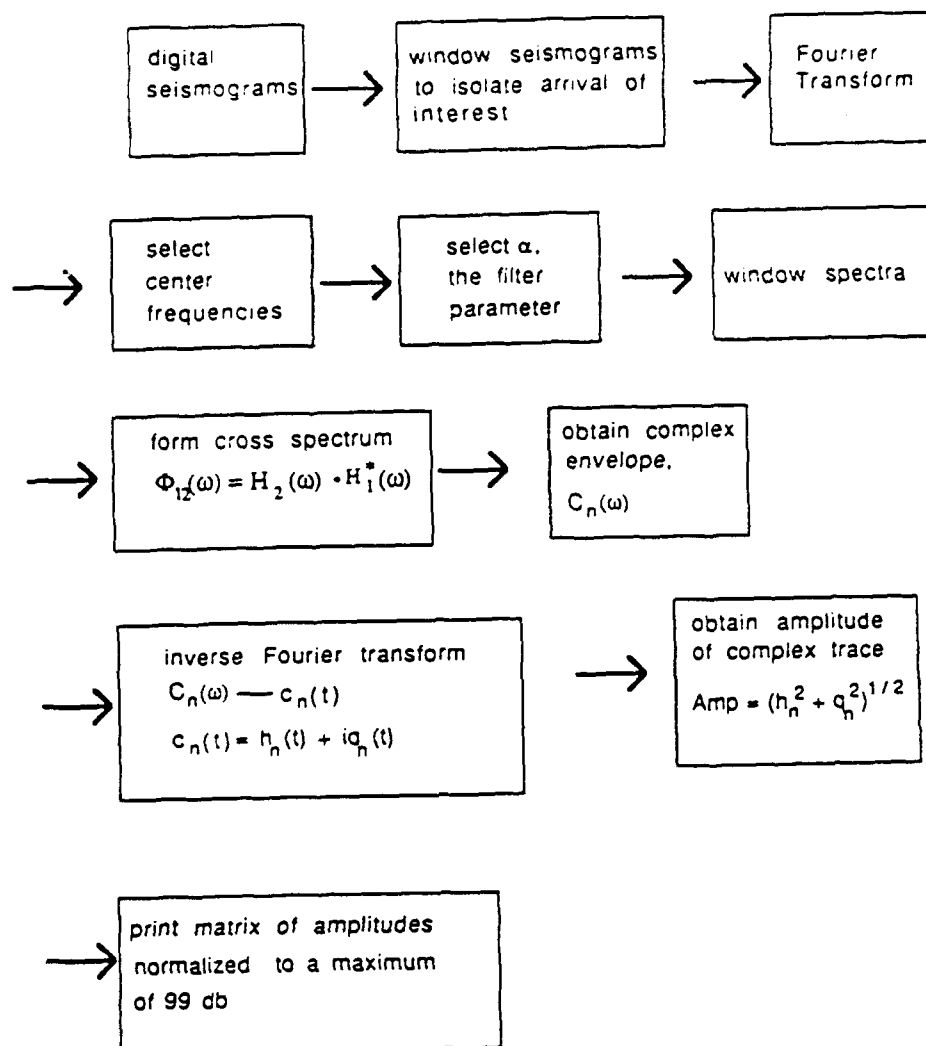 digital
seismograms
window seismograms
to isolate arrival of
interest
Fourier
Transform
select
center
frequencies
select α,
the filter
parameter
window spectra
form cross spectrum
Φ₁₂(ω) = H₂(ω) • H₁*(ω)
obtain complex
envelope,
Cₙ(ω)
inverse Fourier transform
Cₙ(ω) — cₙ(t)
cₙ(t) = hₙ(t) + iqₙ(t)
obtain amplitude
of complex trace
Amp = (hₙ² + qₙ²)^1/2
print matrix of amplitudes
normalized to a maximum
of 99 db